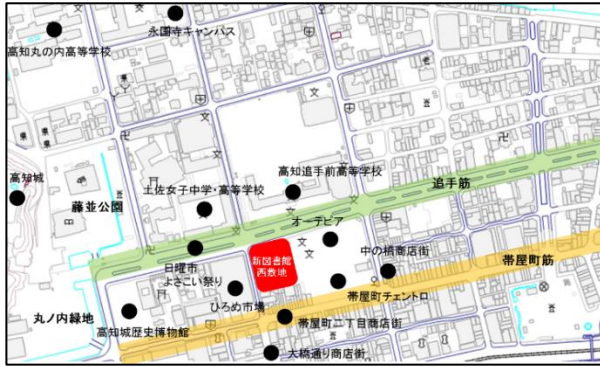 永国寺キャンパス
高知丸の内高等学校
文
文
高知城
高知追手前高等学校
追手筋
土佐女子中学・高等学校
藤並公園
オーテピア
文
中の橋商店街
帯屋町筋
新図書館
西敷地
日曜市
よさこい祭り
ひろめ市場
帯屋町チェントロ
丸ノ内緑地
高知城歴史博物館
帯屋町二丁目商店街
大橋通り商店街